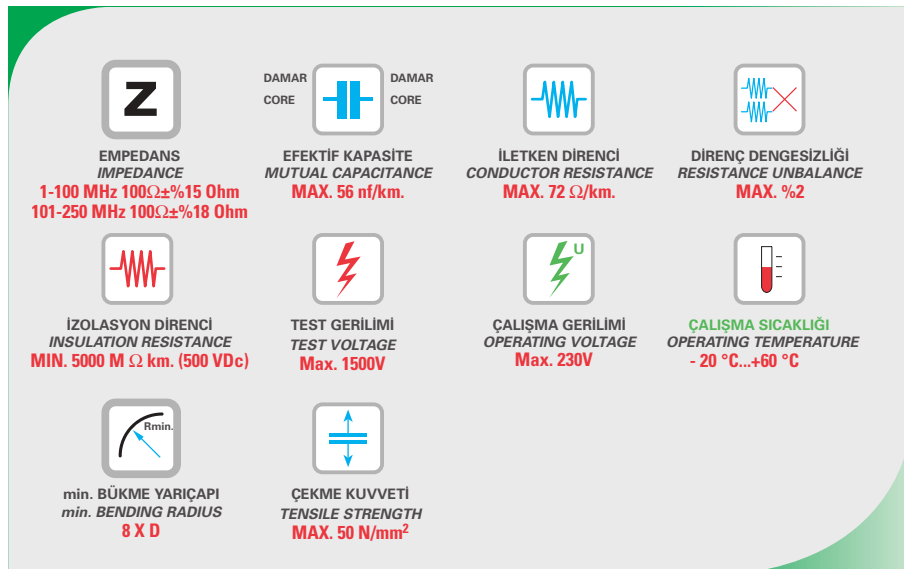 Z
EMPEDANS
IMPEDANCE
1-100 MHz 100Ω±%15 Ohm
101-250 MHz 100Ω±%18 Ohm
DAMAR
CORE
DAMAR
CORE
EFEKTİF KAPASİTE
MUTUAL CAPACITANCE
MAX. 56 nf/km.
İLETKEN DİRENCİ
CONDUCTOR RESISTANCE
MAX. 72 Ω/km.
DİRENÇ DENGESİZLİĞİ
RESISTANCE UNBALANCE
MAX. %2
İZOLASYON DİRENCİ
INSULATION RESISTANCE
MIN. 5000 M Ω km. (500 VDc)
TEST GERİLİMİ
TEST VOLTAGE
Max. 1500V
U
ÇALIŞMA GERİLİMİ
OPERATING VOLTAGE
Max. 230V
ÇALIŞMA SICAKLIĞI
OPERATING TEMPERATURE
- 20 °C...+60 °C
Rmin.
min. BÜKME YARIÇAPI
min. BENDING RADIUS
8 X D
ÇEKME KUVVETİ
TENSILE STRENGTH
MAX. 50 N/mm²